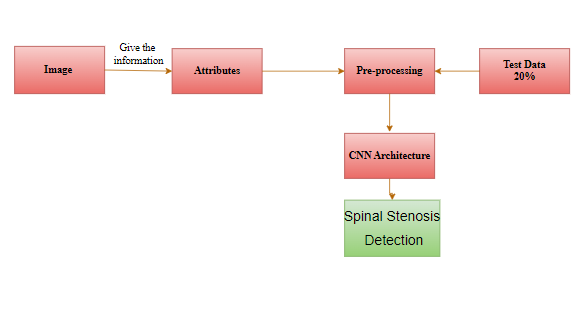 Image
Give the
information
Attributes
Pre-processing
Test Data
20%
CNN Architecture
Spinal Stenosis
Detection